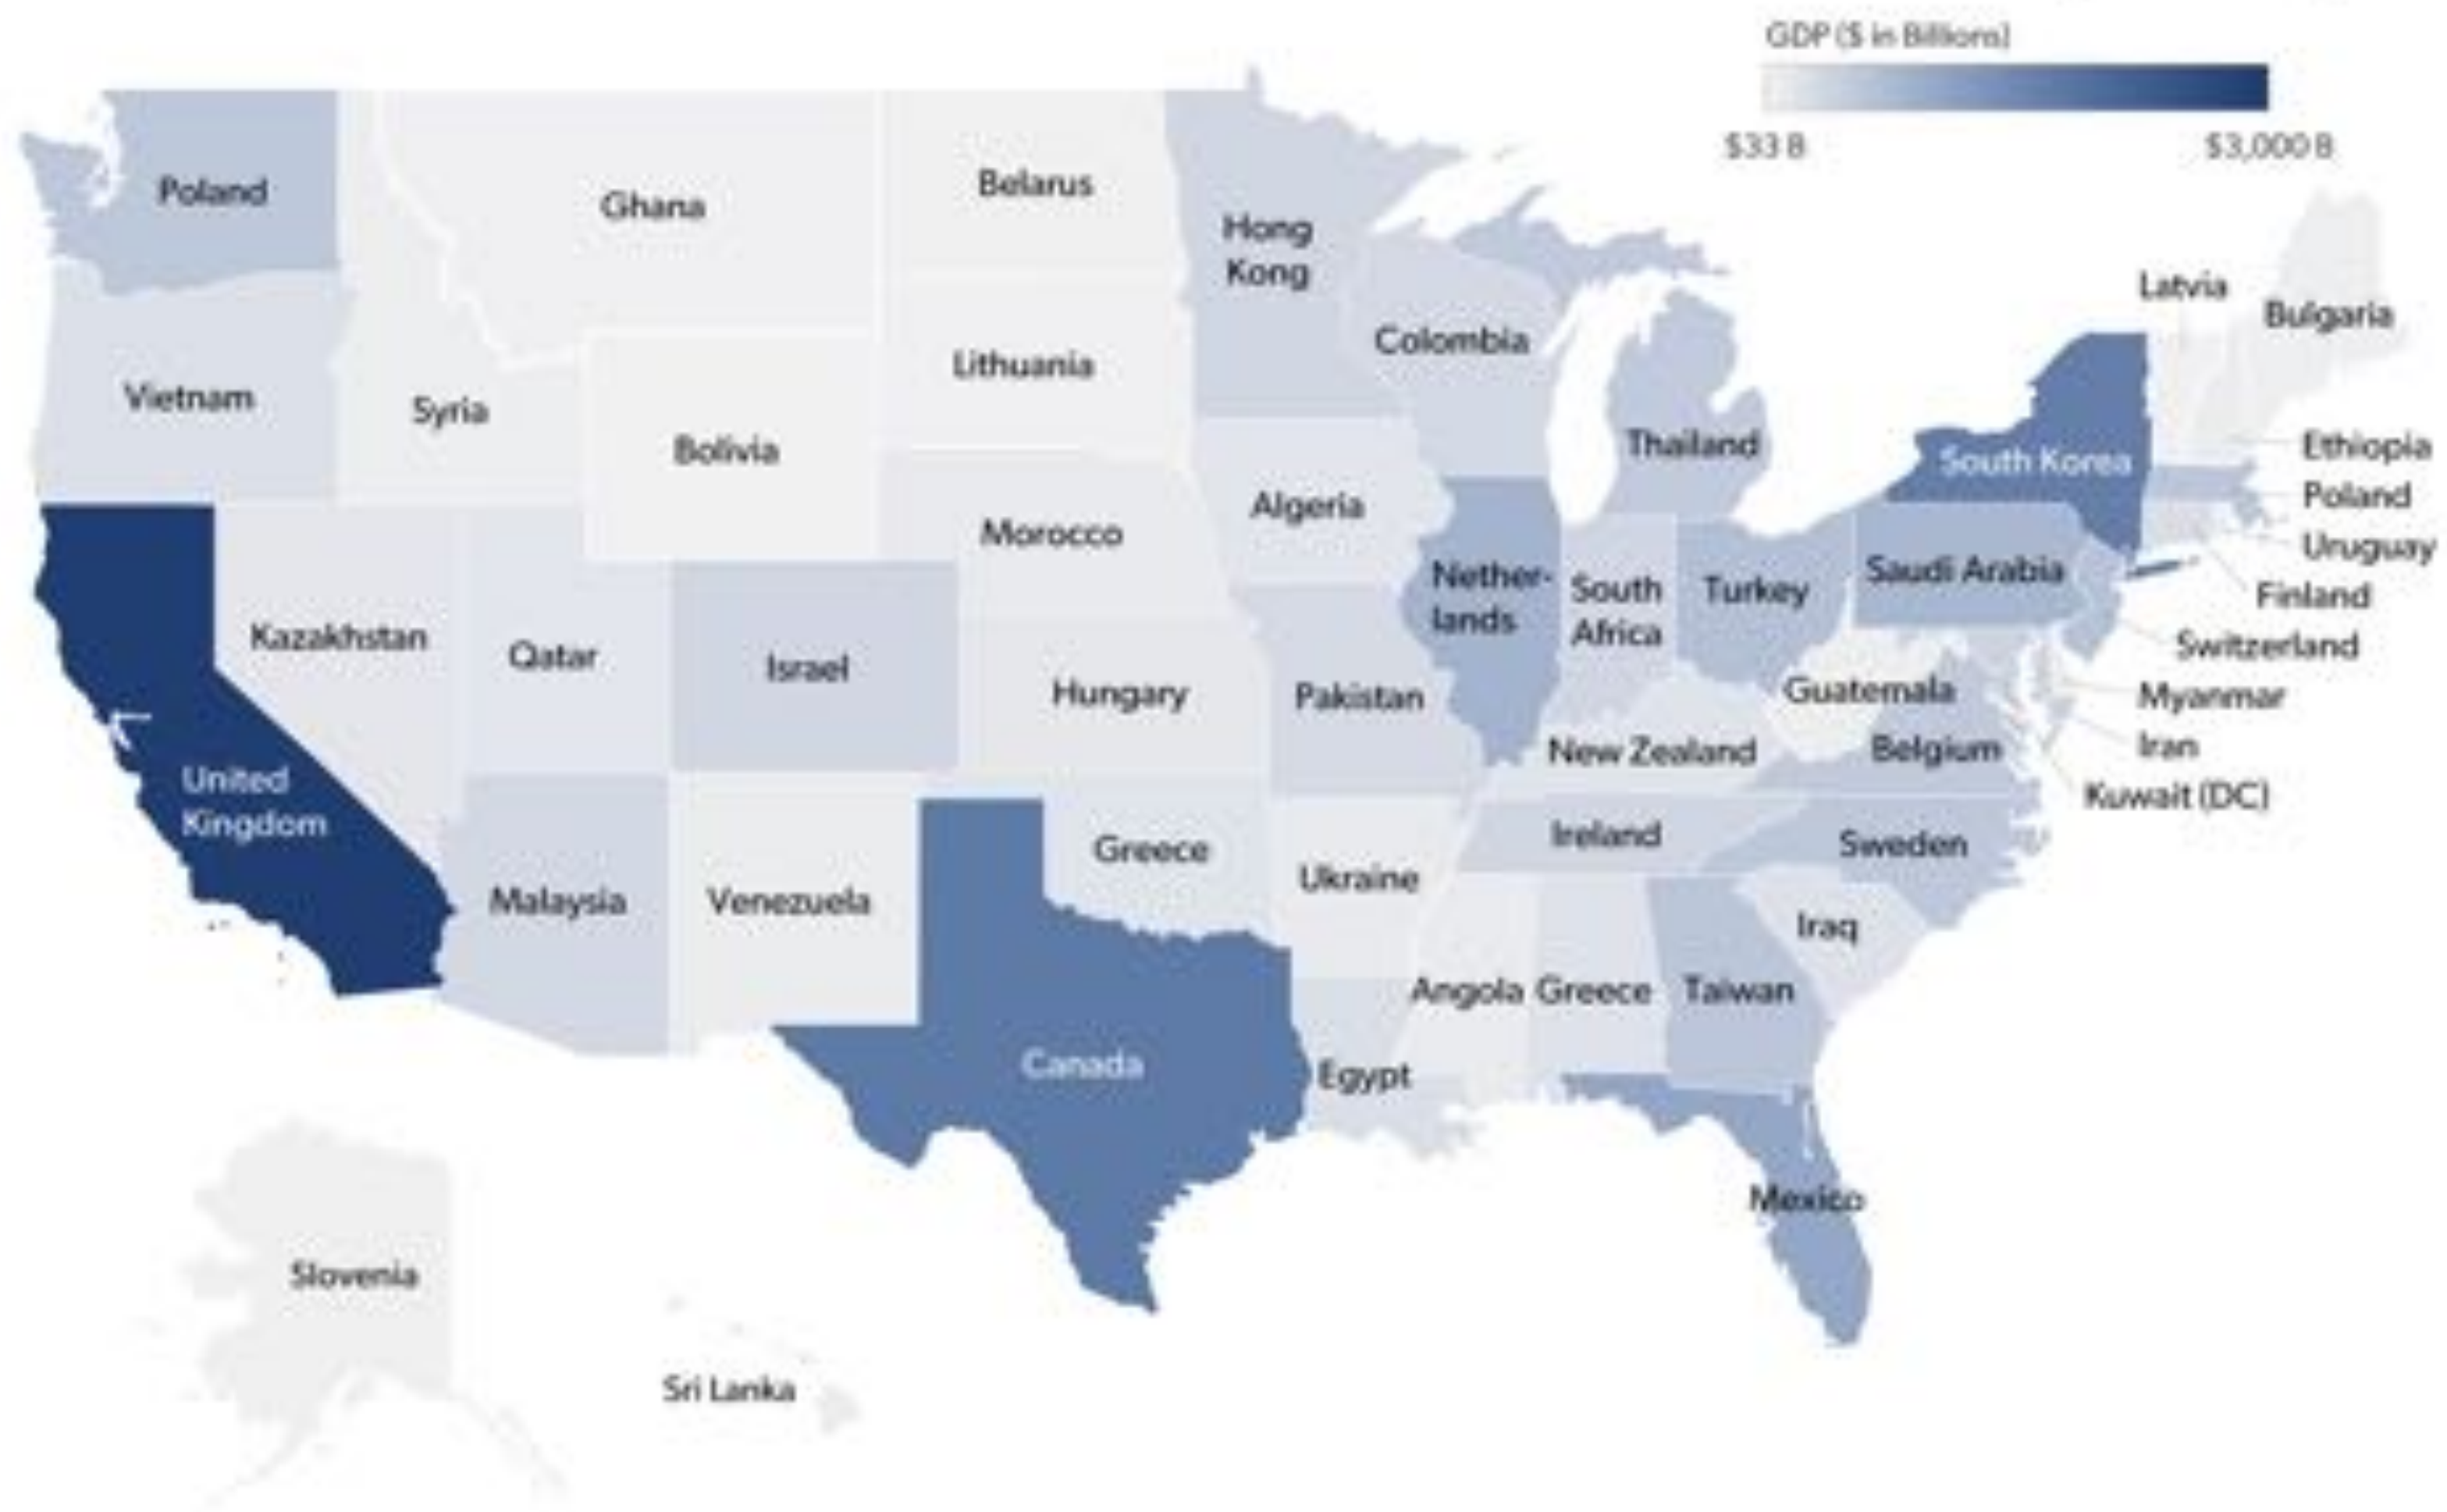 GDP ($ in Billions)
$33 B
$3,000 B
Poland
Ghana
Belarus
Hong
Kong
Latvia
Bulgaria
Vietnam
Syria
Bolivia
Lithuania
Colombia
Thailand
South Korea
Ethiopia
Poland
Uruguay
Finland
Switzerland
Myanmar
Iran
Kuwait (DC)
Algeria
Morocco
Nether-
lands
South
Africa
Turkey
Saudi Arabia
Kazakhstan
Qatar
Israel
Hungary
Pakistan
Guatemala
New Zealand
Belgium
United
Kingdom
Malaysia
Venezuela
Greece
Ukraine
Ireland
Sweden
Iraq
Angola
Greece
Taiwan
Canada
Egypt
Mexico
Slovenia
Sri Lanka